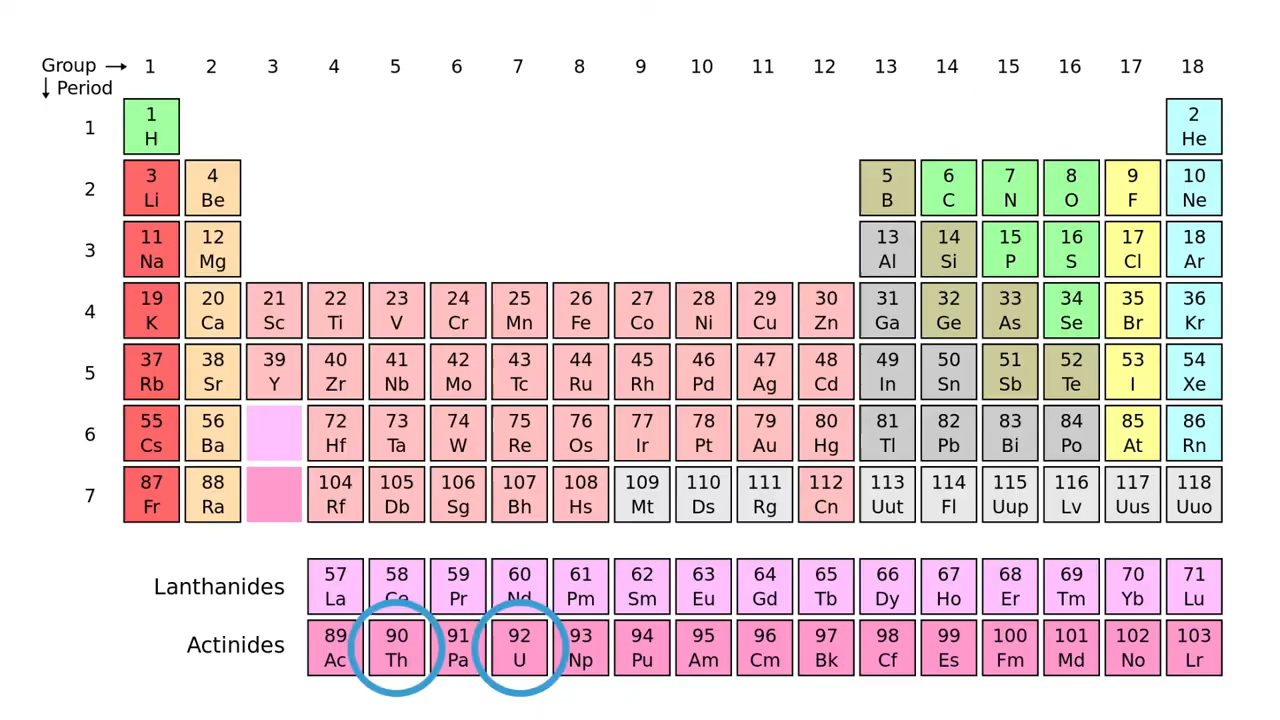 Group → 1 2 3 4 5 6 7 8 9 10 11 12 13 14 15 16 17 18
↓ Period
1 1 2
H He
2 3 4 5 6 7 8 9 10
Li Be B C N O F Ne
3 11 12 13 14 15 16 17 18
Na Mg Al Si P S Cl Ar
4 19 20 21 22 23 24 25 26 27 28 29 30 31 32 33 34 35 36
K Ca Sc Ti V Cr Mn Fe Co Ni Cu Zn Ga Ge As Se Br Kr
5 37 38 39 40 41 42 43 44 45 46 47 48 49 50 51 52 53 54
Rb Sr Y Zr Nb Mo Tc Ru Rh Pd Ag Cd In Sn Sb Te I Xe
6 55 56 72 73 74 75 76 77 78 79 80 81 82 83 84 85 86
Cs Ba Hf Ta W Re Os Ir Pt Au Hg Tl Pb Bi Po At Rn
7 87 88 104 105 106 107 108 109 110 111 112 113 114 115 116 117 118
Fr Ra Rf Db Sg Bh Hs Mt Ds Rg Cn Uut Fl Uup Lv Uus Uuo
Lanthanides 57 58 59 60 61 62 63 64 65 66 67 68 69 70 71
La Ce Pr Nd Pm Sm Eu Gd Tb Dy Ho Er Tm Yb Lu
Actinides 89 90 91 92 93 94 95 96 97 98 99 100 101 102 103
Ac Th Pa U Np Pu Am Cm Bk Cf Es Fm Md No Lr